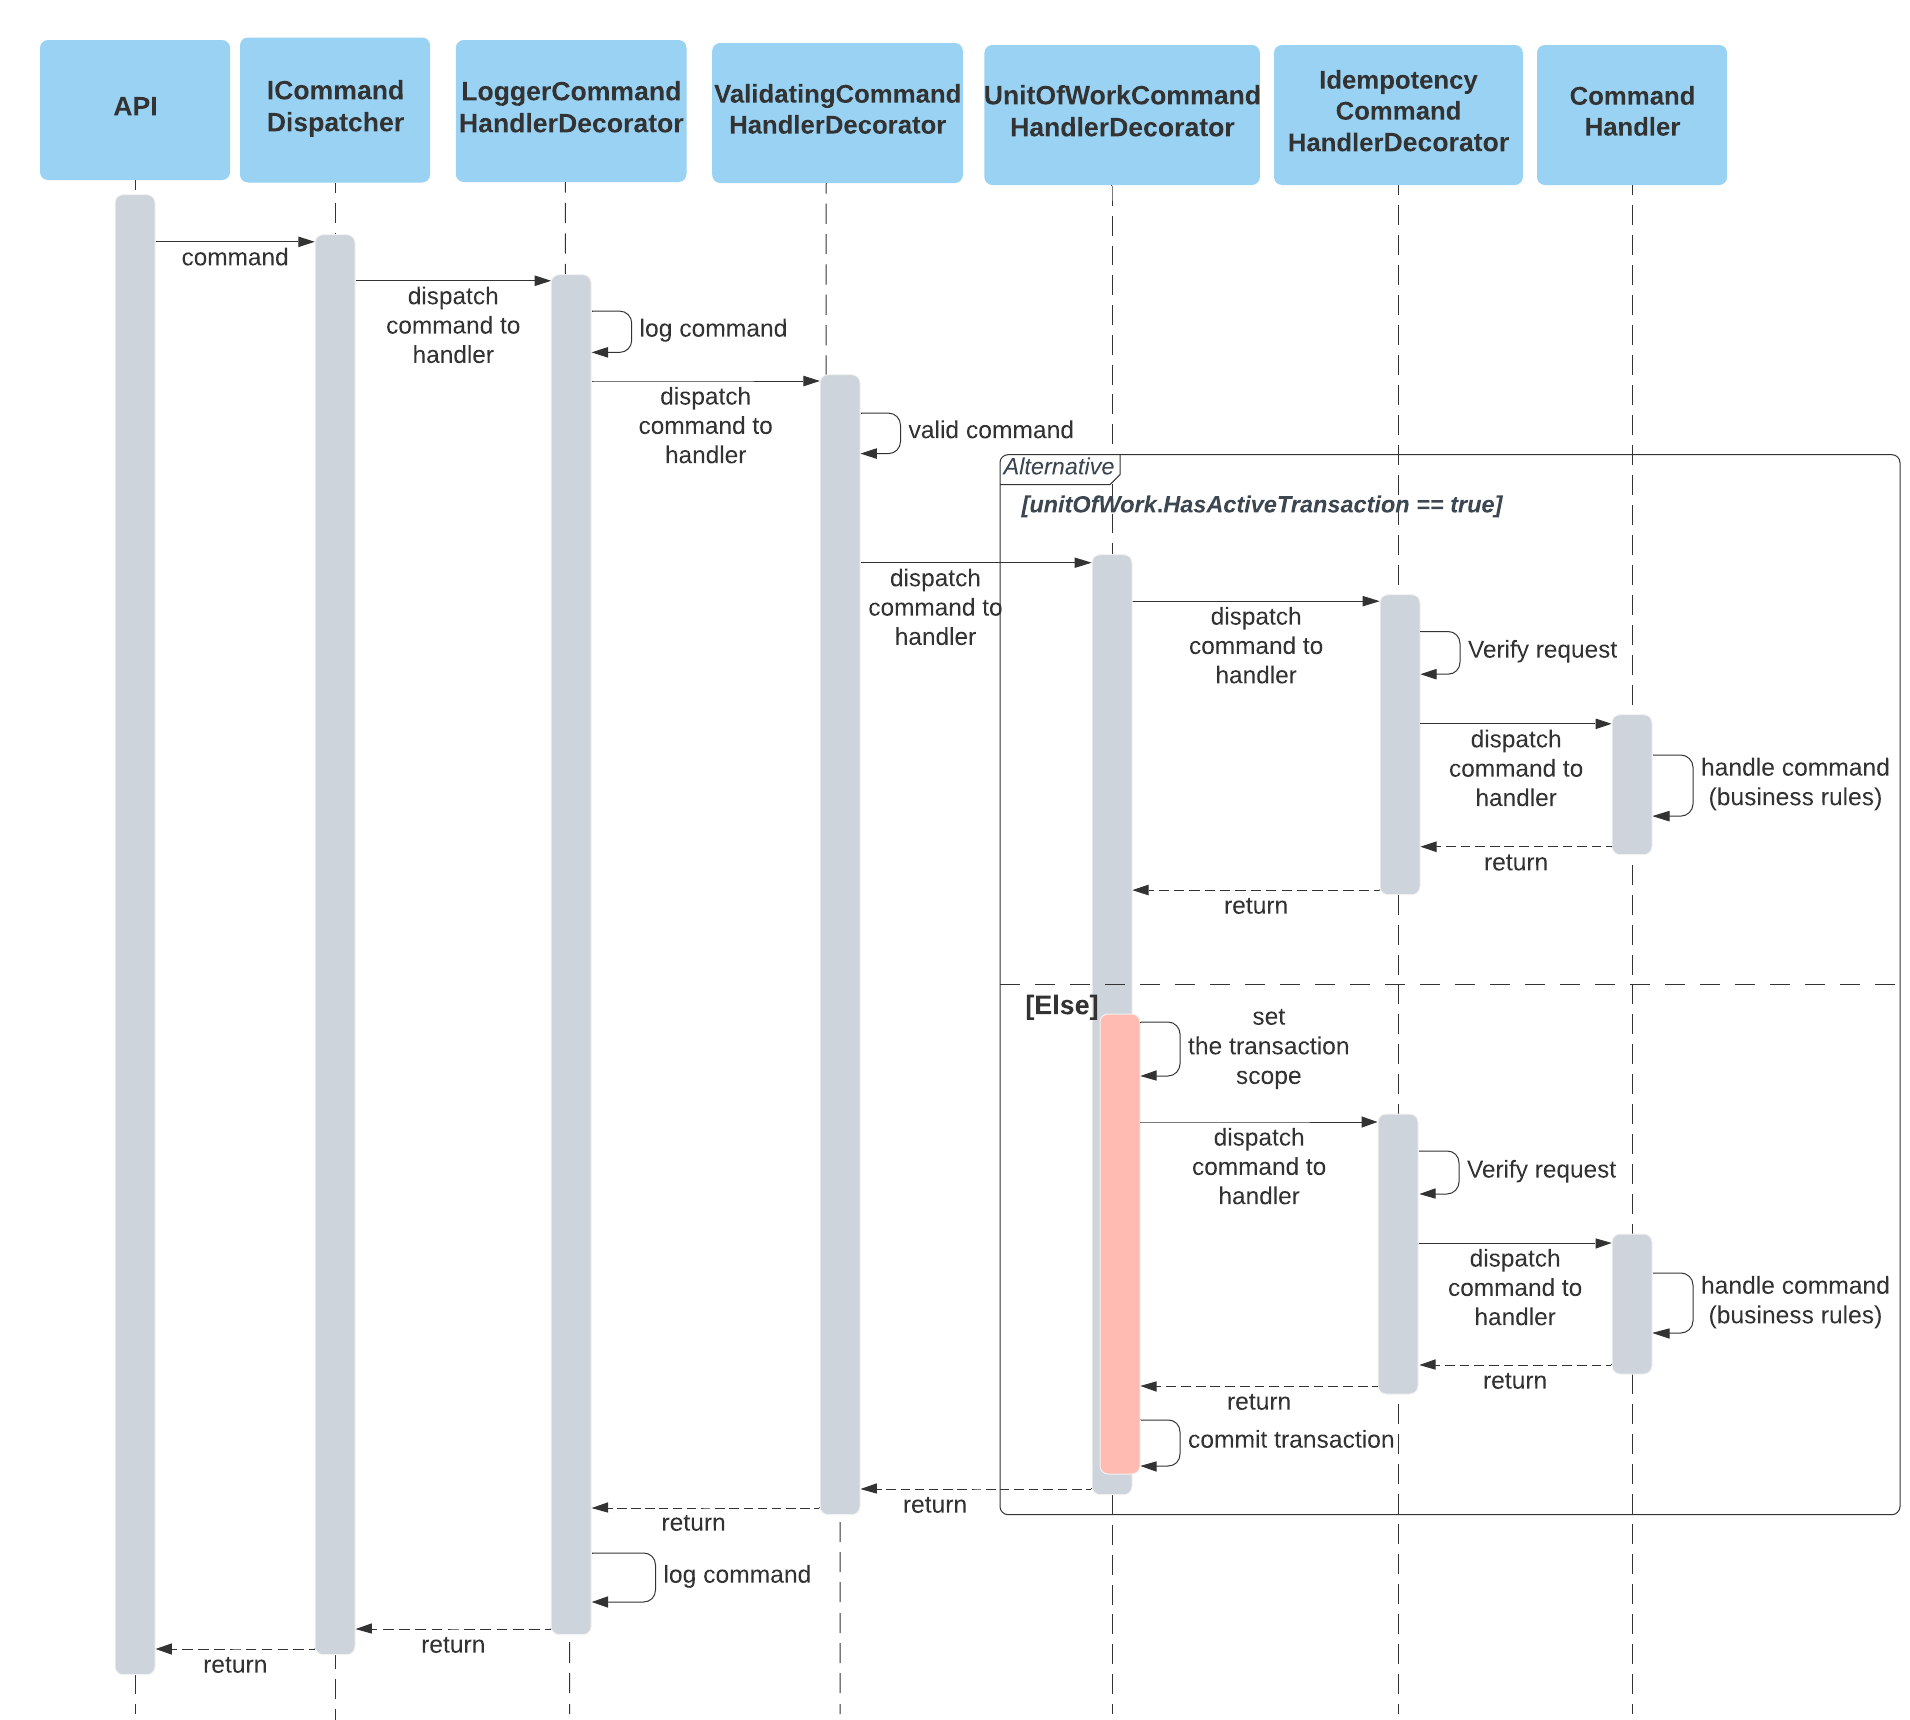 API
ICommand
Dispatcher
LoggerCommand
HandlerDecorator
ValidatingCommand
HandlerDecorator
UnitOfWorkCommand
HandlerDecorator
Idempotency
Command
HandlerDecorator
Command
Handler
command
dispatch
command to
handler
log command
dispatch
command to
handler
valid command
Alternative
[unitOfWork.HasActiveTransaction == true]
dispatch
command to
handler
dispatch
command to
handler
Verify request
dispatch
command to
handler
handle command
(business rules)
return
return
[Else]
set
the transaction
scope
dispatch
command to
handler
Verify request
dispatch
command to
handler
handle command
(business rules)
return
return
commit transaction
return
return
log command
return
return